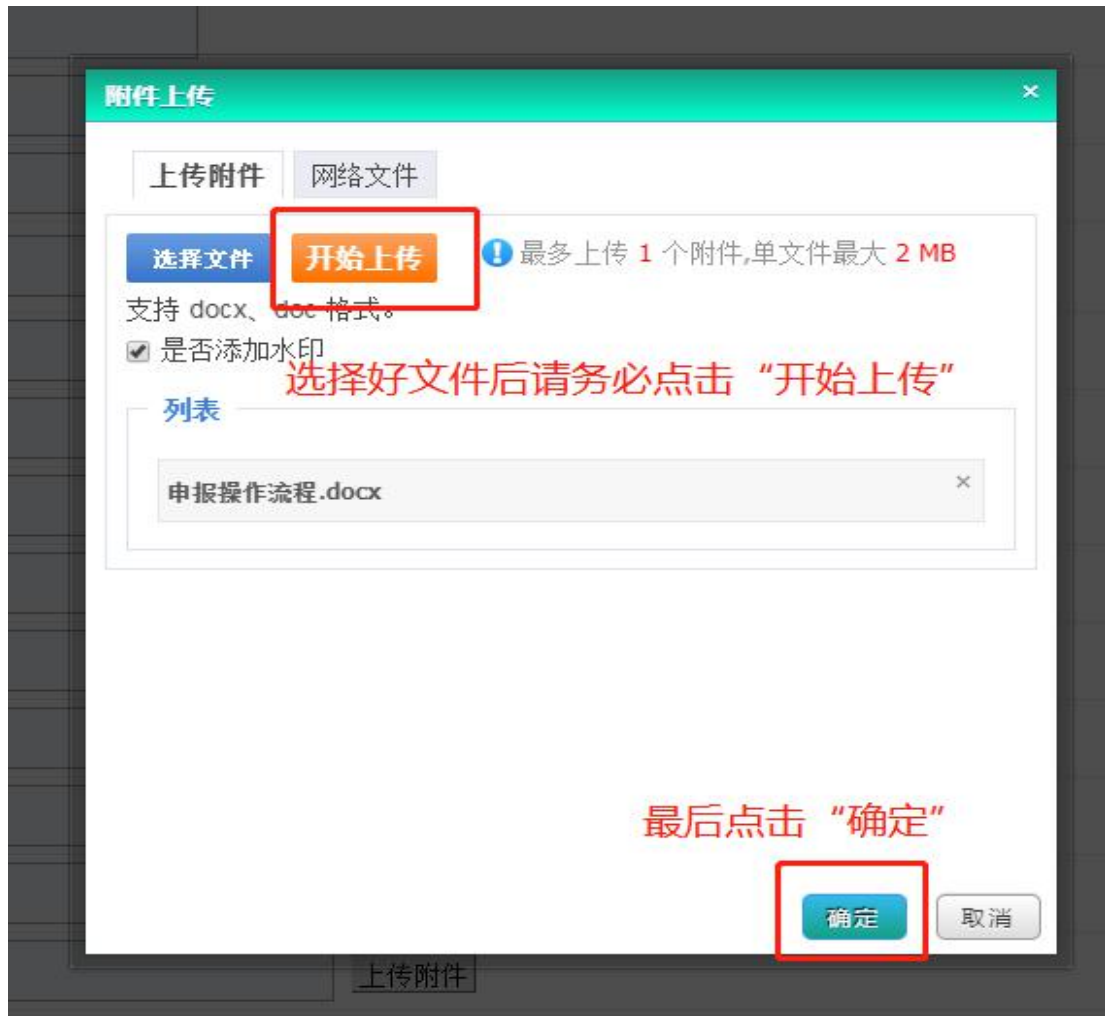 附件上传 ×
上传附件 网络文件
选择文件 开始上传 ! 最多上传 1 个附件,单文件最大 2 MB
支持 docx、doc 格式。
是否添加水印
选择好文件后请务必点击“开始上传”
列表
申报操作流程.docx ×
最后点击“确定”
确定 取消
上传附件